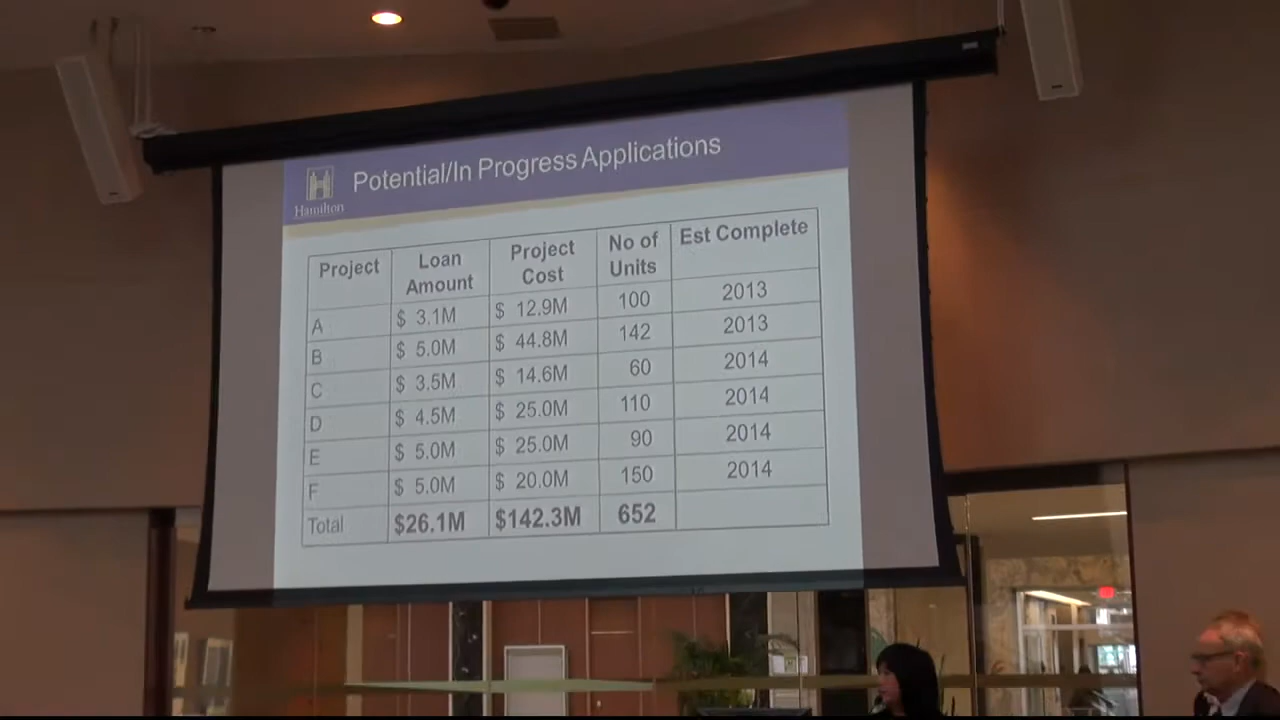 Potential/In Progress Applications
Hamilton
Project Loan Amount Project Cost No of Units Est Complete
A $ 3.1M $ 12.9M 100 2013
B $ 5.0M $ 44.8M 142 2013
C $ 3.5M $ 14.6M 60 2014
D $ 4.5M $ 25.0M 110 2014
E $ 5.0M $ 25.0M 90 2014
F $ 5.0M $ 20.0M 150 2014
Total $26.1M $142.3M 652